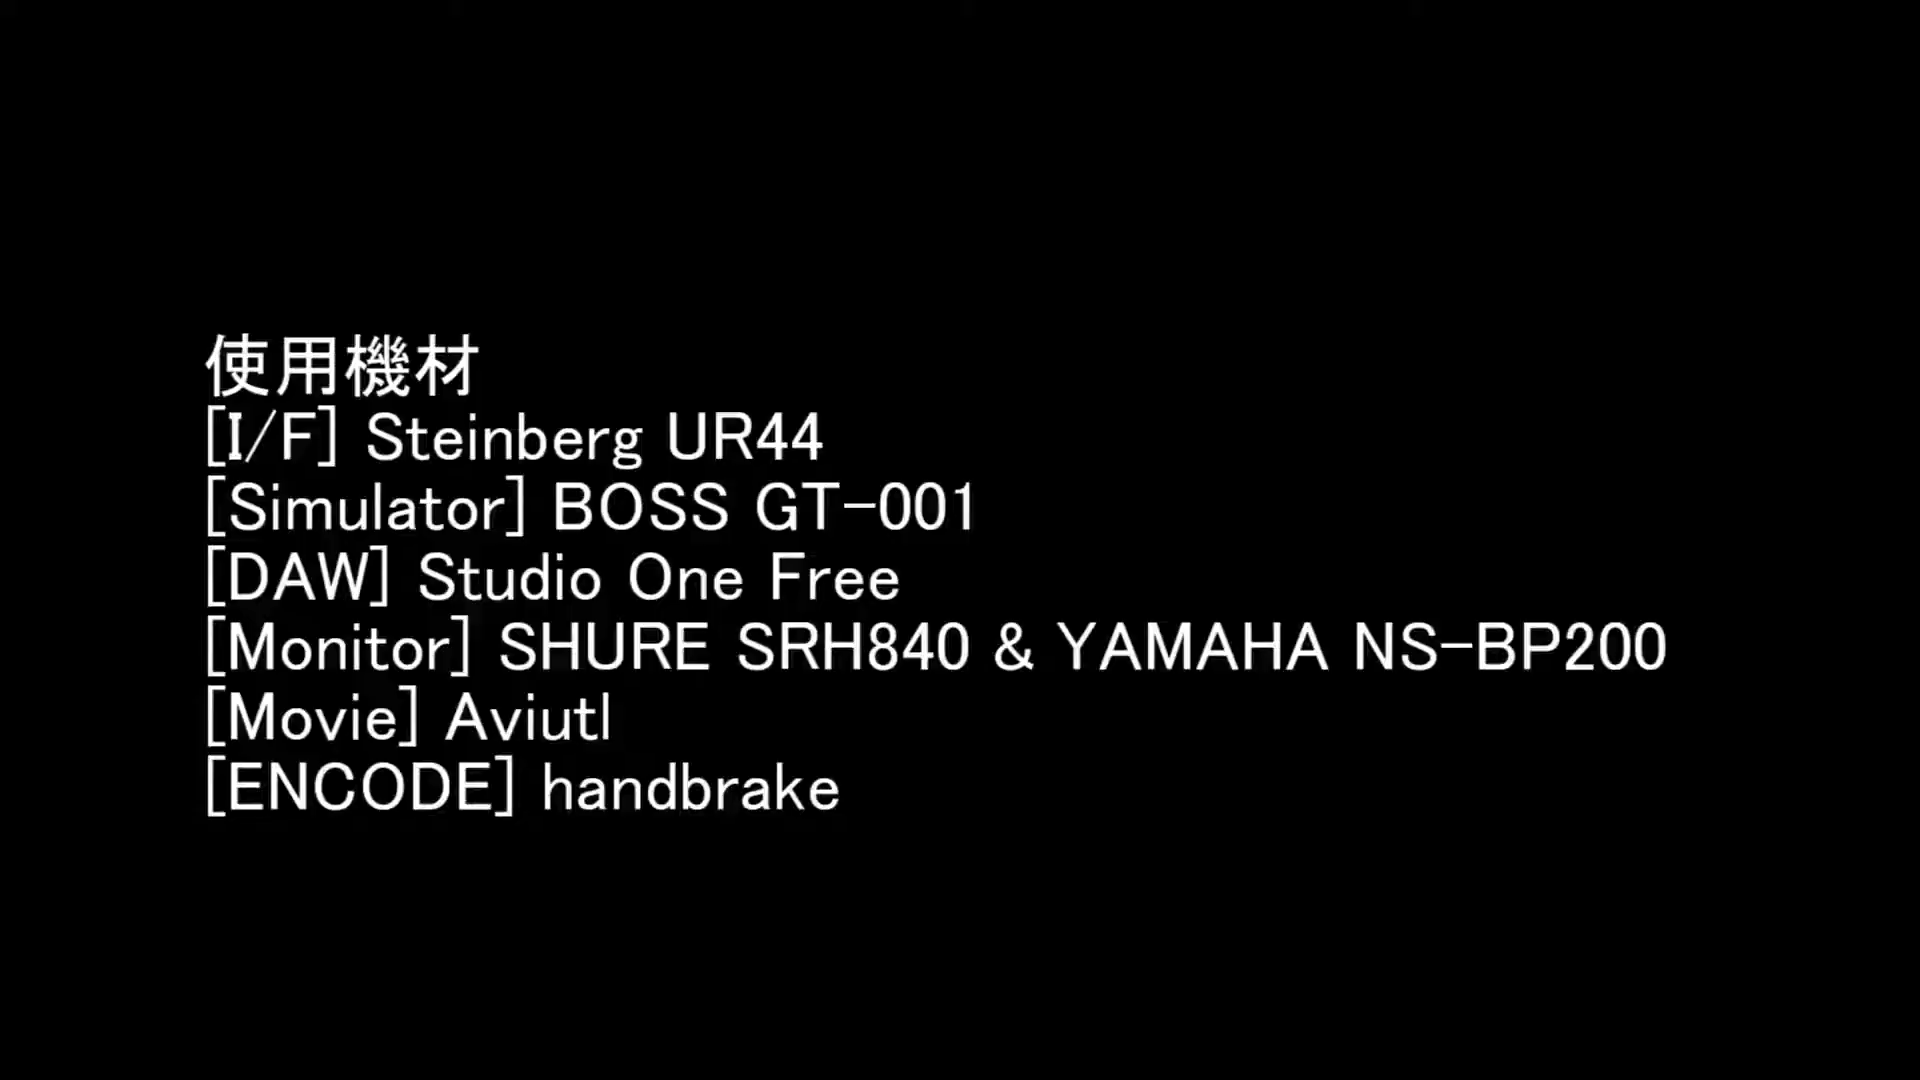 使用機材
[I/F] Steinberg UR44
[Simulator] BOSS GT-001
[DAW] Studio One Free
[Monitor] SHURE SRH840 & YAMAHA NS-BP200
[Movie] Aviutl
[ENCODE] handbrake